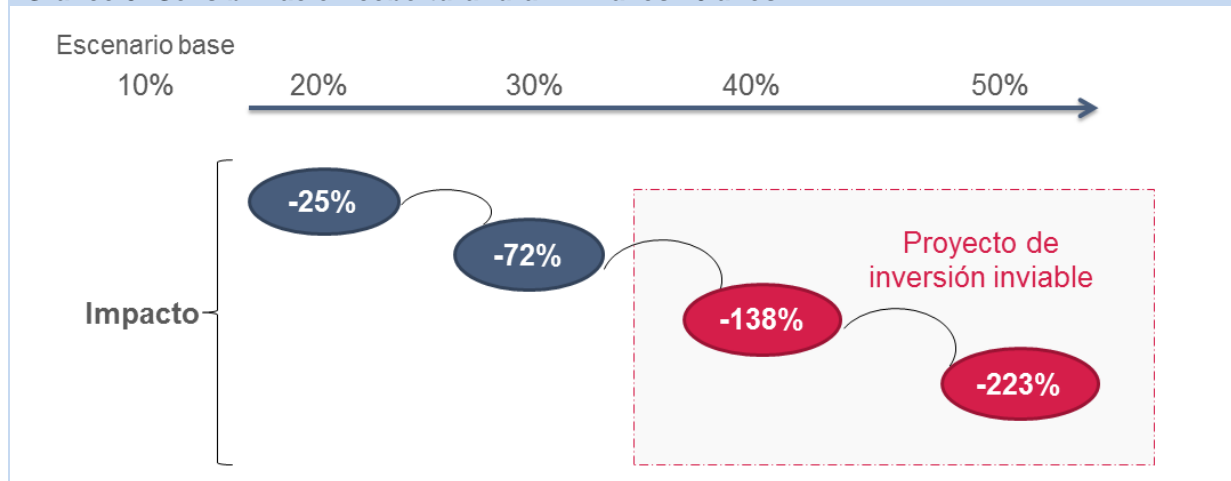 Escenario base
10% 20% 30% 40% 50%
-25%
-72%
Proyecto de
inversión inviable
Impacto
-138%
-223%